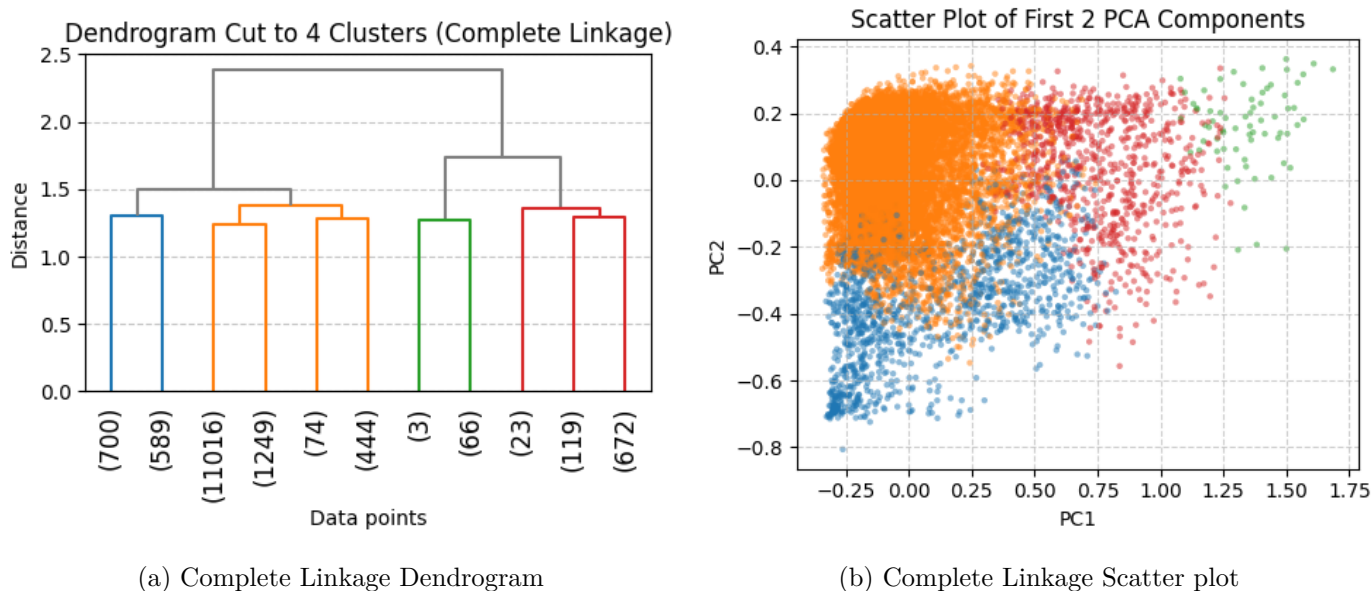 Dendrogram Cut to 4 Clusters (Complete Linkage)
2.5
2.0
1.5
1.0
0.5
0.0
Distance
(700)
(589)
(11016)
(1249)
(74)
(444)
(3)
(66)
(23)
(119)
(672)
Data points
(a) Complete Linkage Dendrogram
Scatter Plot of First 2 PCA Components
0.4
0.2
0.0
−0.2
−0.4
−0.6
−0.8
PC2
−0.25 0.00 0.25 0.50 0.75 1.00 1.25 1.50 1.75
PC1
(b) Complete Linkage Scatter plot